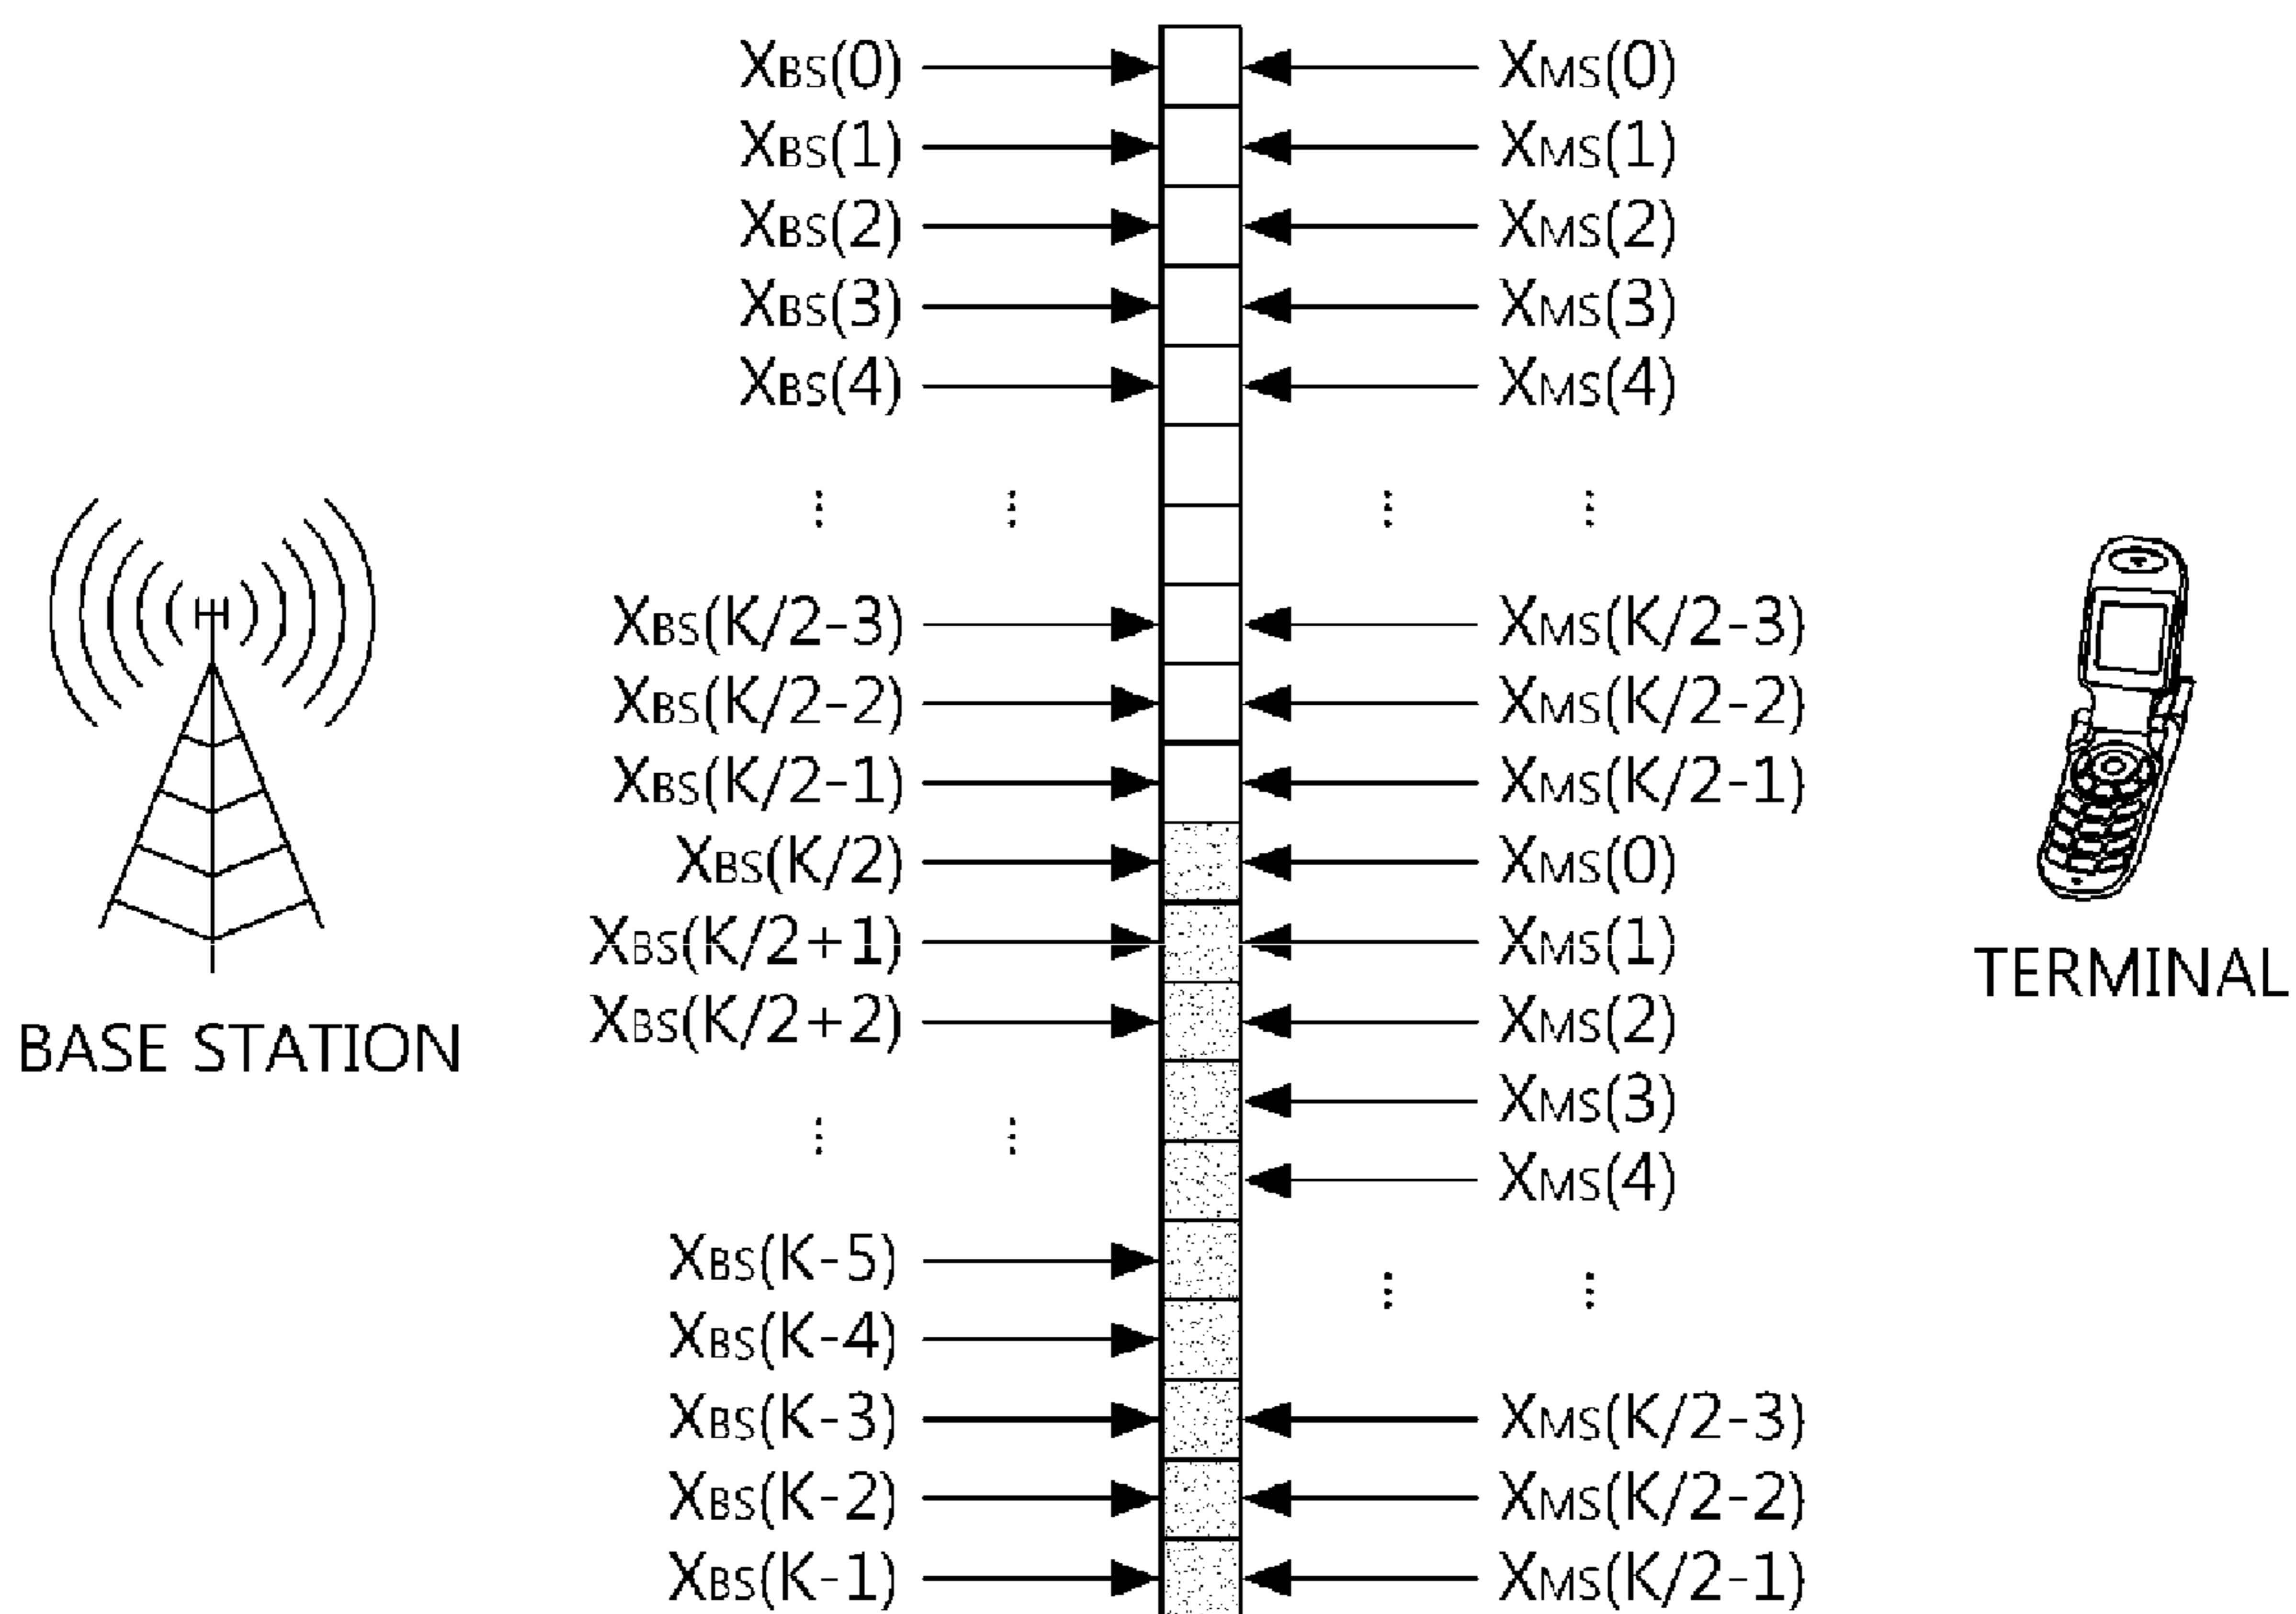 XBS(0) XMS(0)
XBS(1) XMS(1)
XBS(2) XMS(2)
XBS(3) XMS(3)
XBS(4) XMS(4)
⋮ ⋮ ⋮ ⋮
XBS(K/2-3) XMS(K/2-3)
XBS(K/2-2) XMS(K/2-2)
XBS(K/2-1) XMS(K/2-1)
XBS(K/2) XMS(0)
XBS(K/2+1) XMS(1)
XBS(K/2+2) XMS(2)
XMS(3)
⋮ ⋮
XMS(4)
XBS(K-5)
⋮ ⋮
XBS(K-4)
XBS(K-3) XMS(K/2-3)
XBS(K-2) XMS(K/2-2)
XBS(K-1) XMS(K/2-1)
BASE STATION
TERMINAL